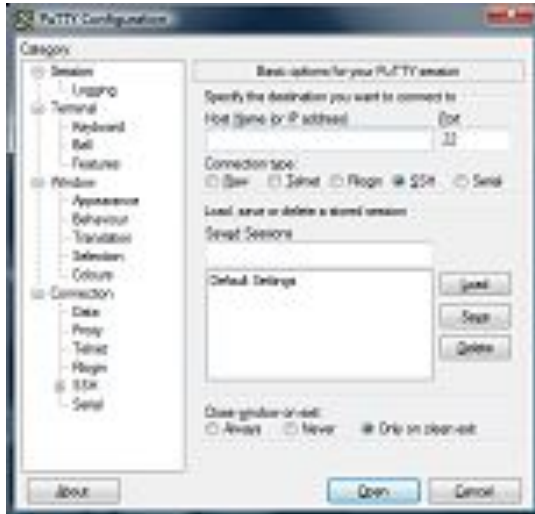 PuTTY Configuration
Category:
Session
Logging
Terminal
Keyboard
Bell
Features
Window
Appearance
Behaviour
Translation
Selection
Colours
Connection
Data
Proxy
Telnet
Rlogin
SSH
Serial
Basic options for your PuTTY session
Specify the destination you want to connect to
Host Name (or IP address)
Port
22
Connection type:
Raw Telnet Rlogin SSH Serial
Load, save or delete a stored session
Saved Sessions
Default Settings
Load
Save
Delete
Close window on exit:
Always Never Only on clean exit
About
Open
Cancel